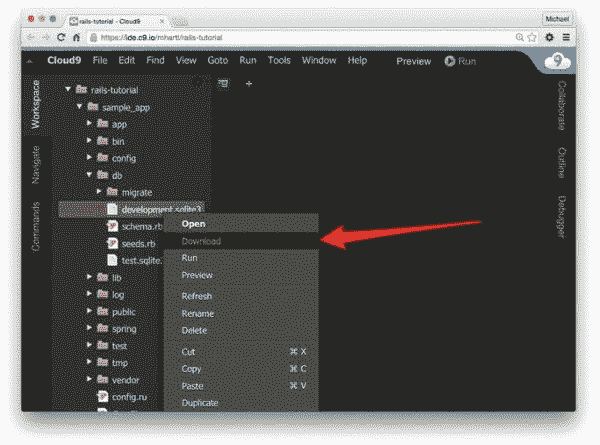 rails-tutorial - Cloud9
Michael
https://ide.c9.io/mhartl/rails-tutorial
Cloud9 File Edit Find View Goto Run Tools Window Help Preview Run
9
Workspace
Navigate
Commands
rails-tutorial
sample_app
app
bin
config
db
migrate
development.sqlite3
schema.rb
seeds.rb
test.sqlite
lib
log
public
spring
test
tmp
vendor
config.ru
Open
Download
Run
Preview
Refresh
Rename
Delete
Cut ⌘ X
Copy ⌘ C
Paste ⌘ V
Duplicate
Collaborate
Outline
Debugger